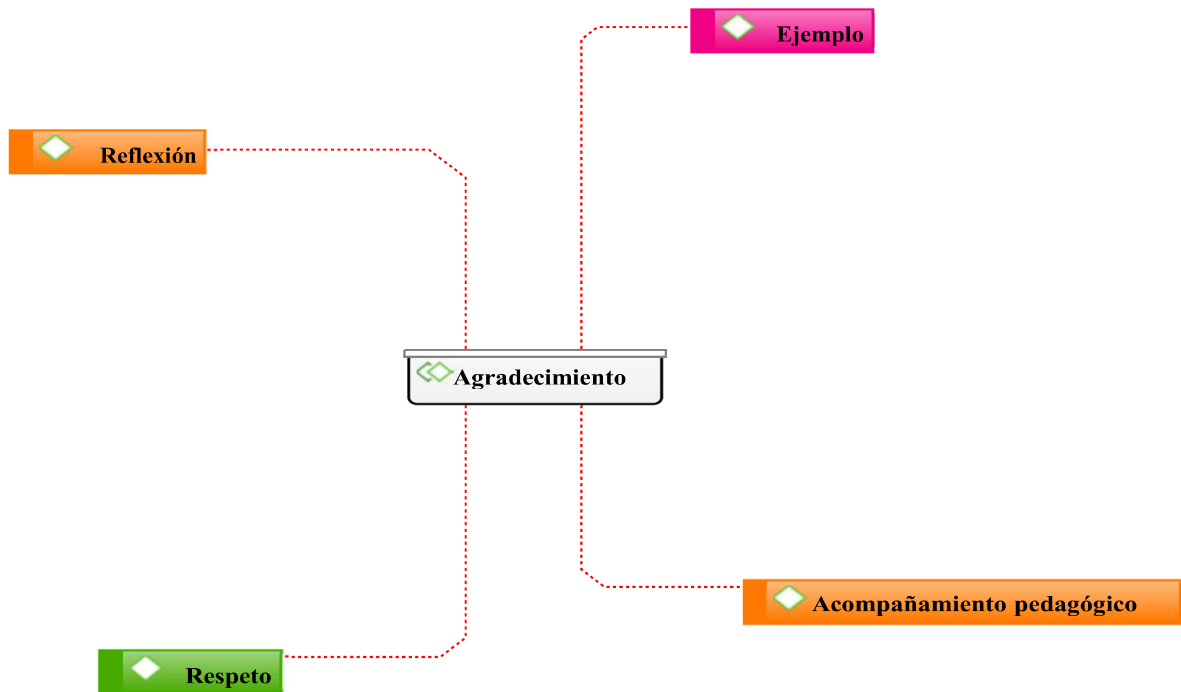 Ejemplo
Reflexión
Agradecimiento
Acompañamiento pedagógico
Respeto